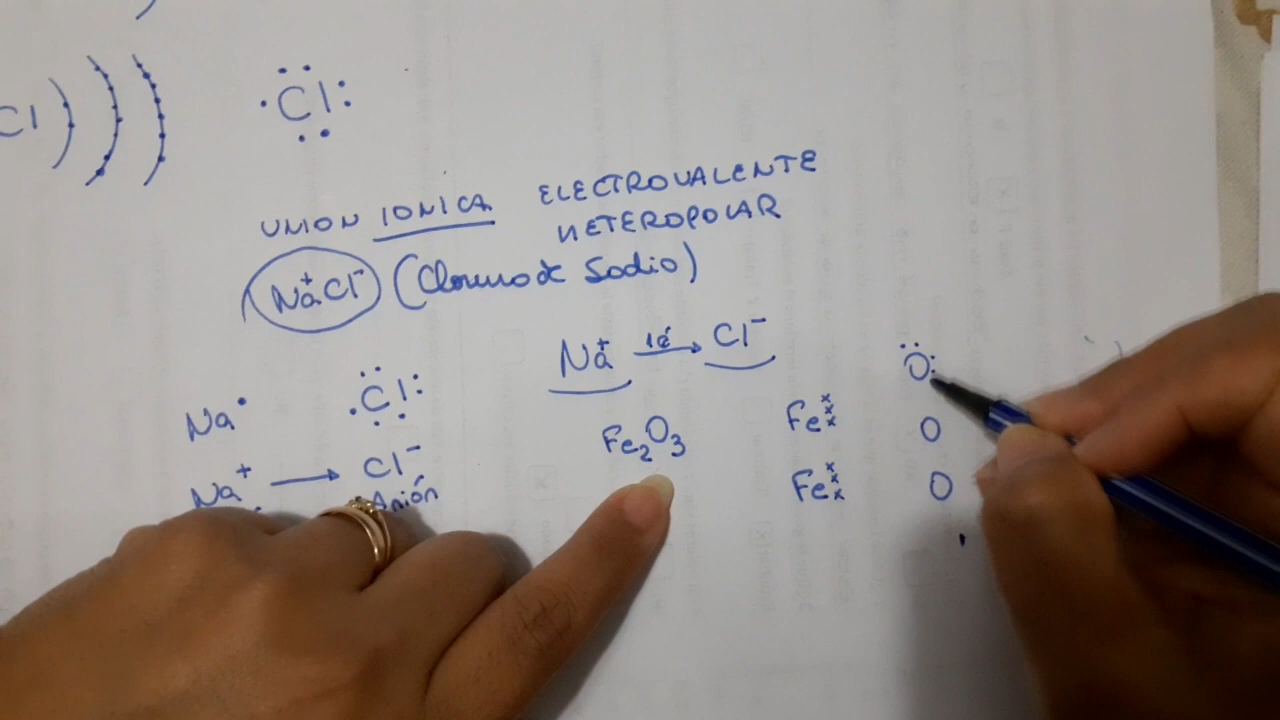 Cl
Cl
UNION IONICA ELECTROVALENTE
HETEROPOLAR
Na⁺Cl⁻ (Cloruro de Sodio)
Na⁺ 1e⁻ → Cl⁻
Na Cl
Fe₂O₃
Fe O
Fe O
O
Na⁺ → Cl⁻
Anión